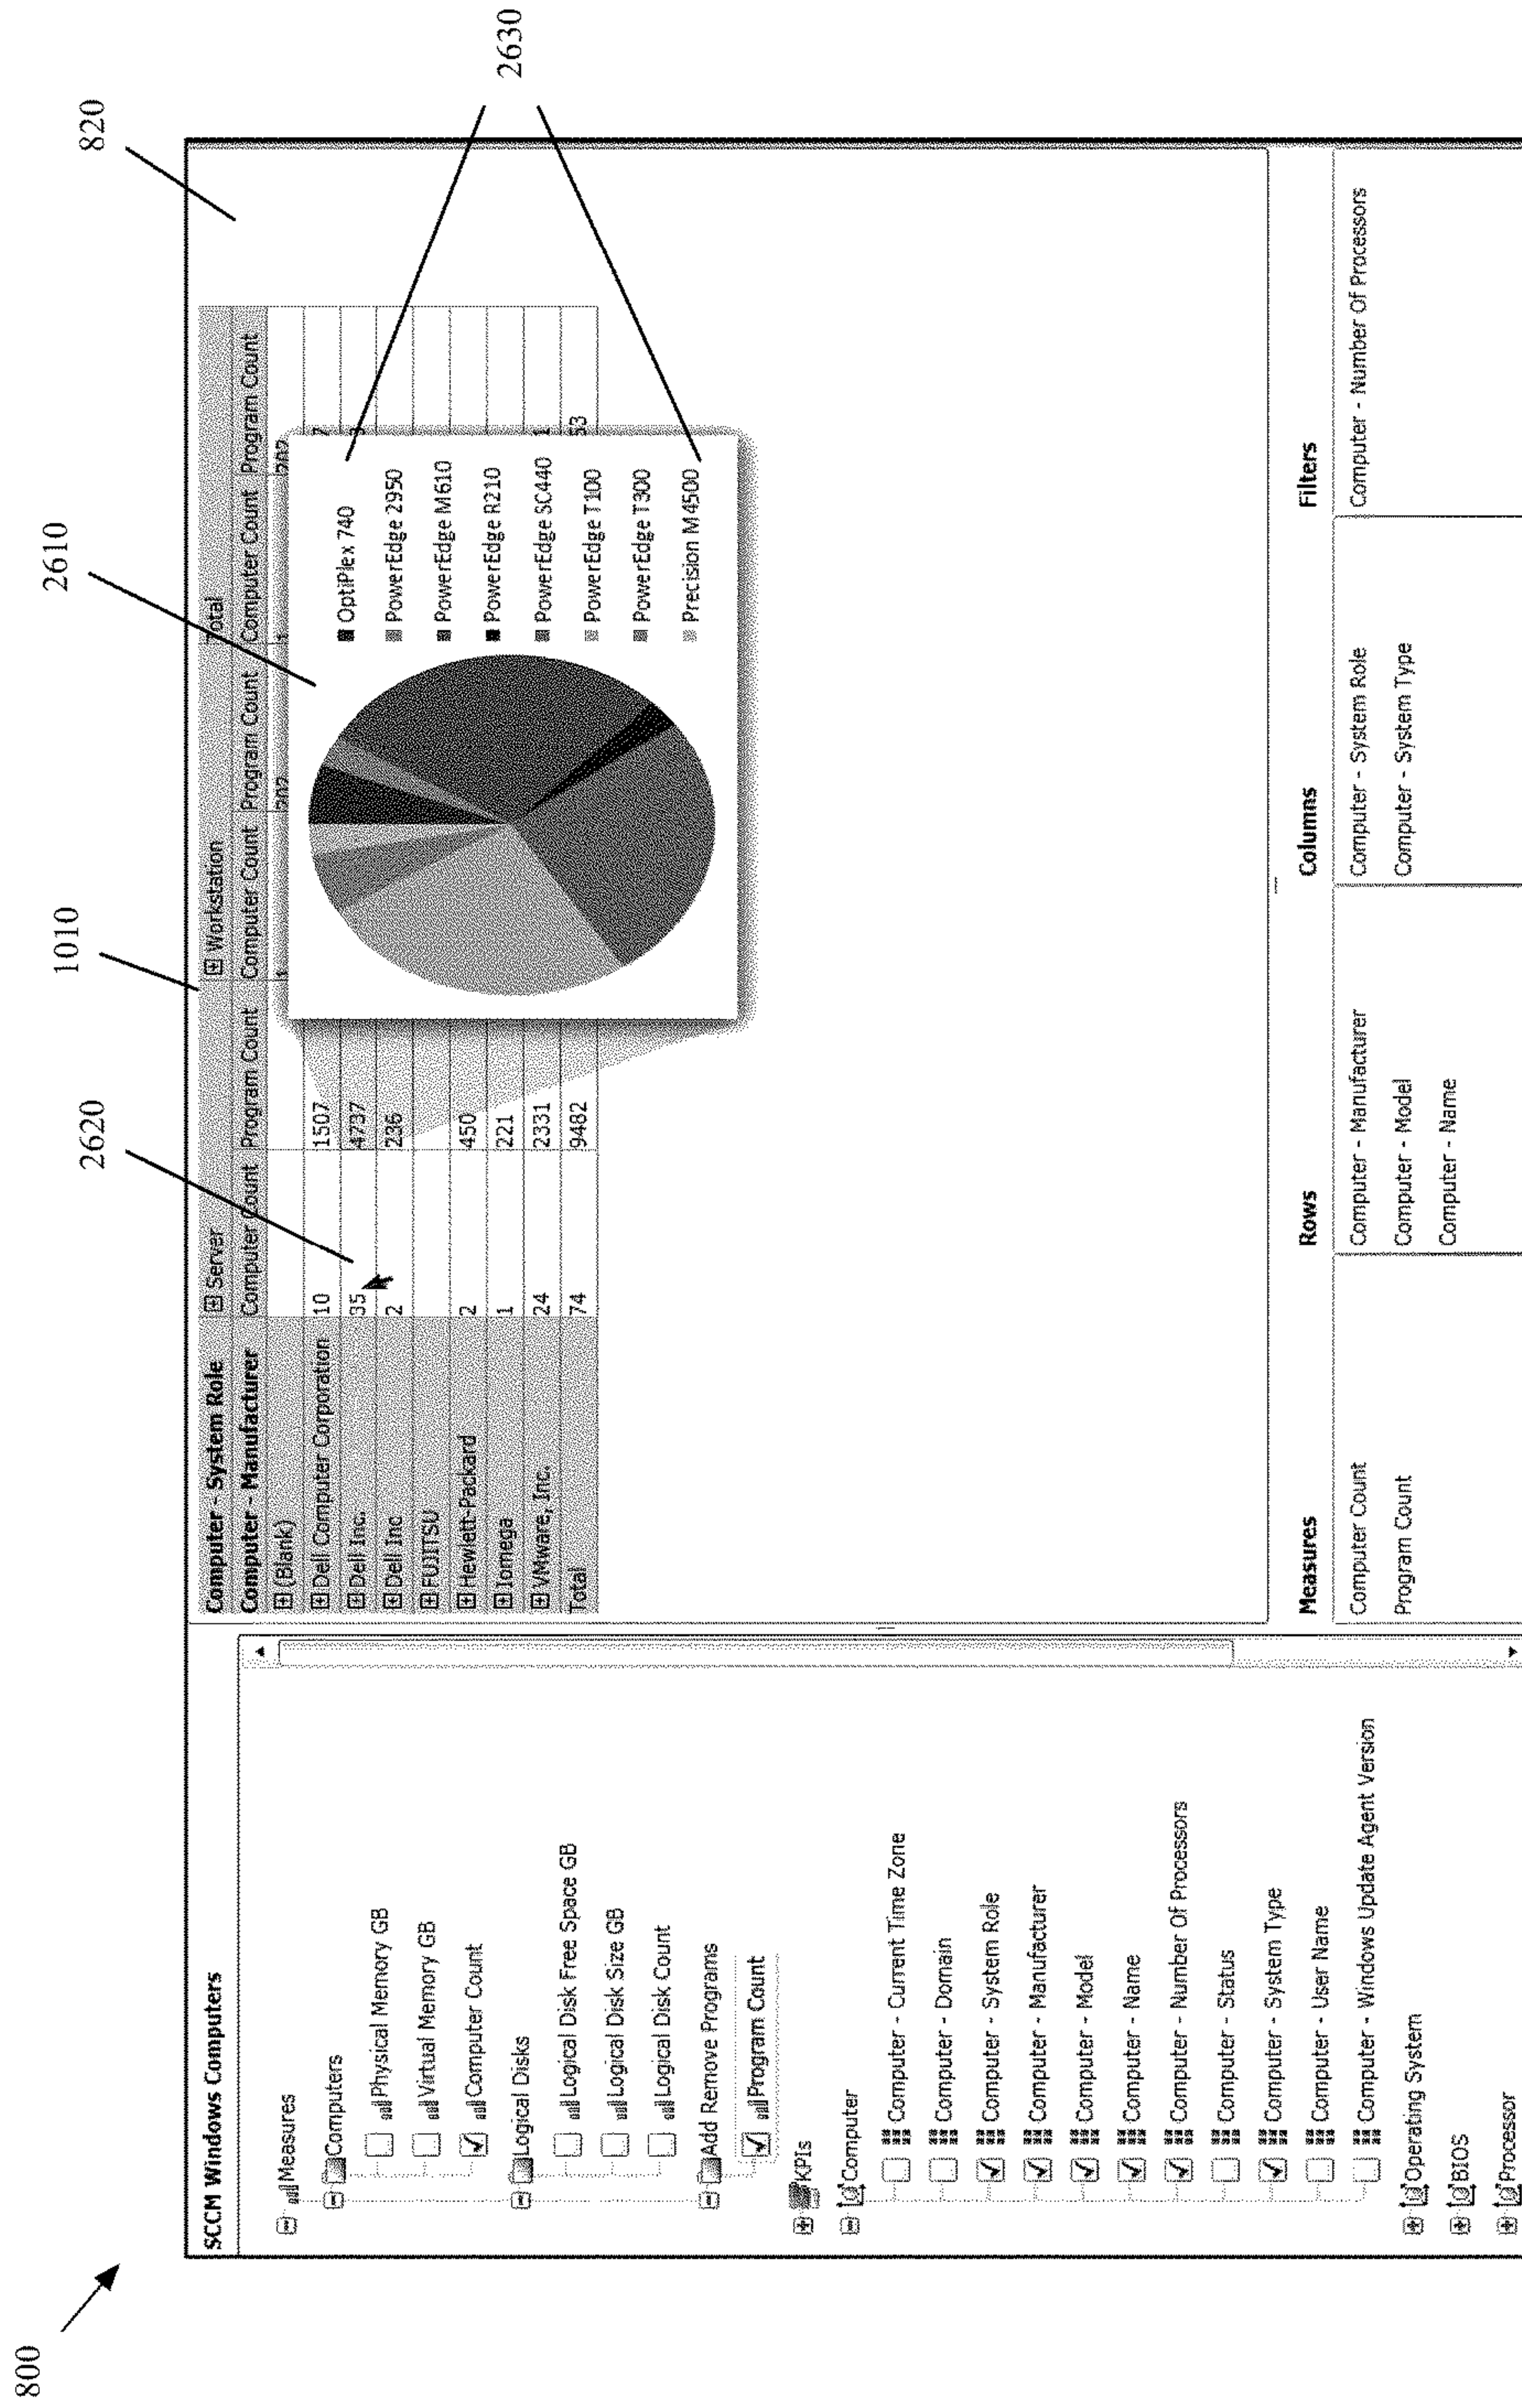 800
2620
1010
2610
820
2630
SCCM Windows Computers
Measures
Computers
Physical Memory GB
Virtual Memory GB
Computer Count
Logical Disks
Logical Disk Free Space GB
Logical Disk Size GB
Logical Disk Count
Add Remove Programs
Program Count
KPIs
Computer
Computer - Current Time Zone
Computer - Domain
Computer - System Role
Computer - Manufacturer
Computer - Model
Computer - Name
Computer - Number Of Processors
Computer - Status
Computer - System Type
Computer - User Name
Computer - Windows Update Agent Version
Operating System
BIOS
Processor
Computer - System Role Server Workstation Total
Computer - Manufacturer Computer Count Program Count Computer Count Program Count Computer Count Program Count
(Blank) 1 202 1 202
Dell Computer Corporation 10 1507 7
Dell Inc. 35 4737 3
Dell Inc 2 236
FUJITSU
Hewlett-Packard 2 450
Iomega 1 221
VMware, Inc. 24 2331 1
Total 74 9482 53
OptiPlex 740
PowerEdge 2950
PowerEdge M610
PowerEdge R210
PowerEdge SC440
PowerEdge T100
PowerEdge T300
Precision M4500
Measures Rows Columns Filters
Computer Count Computer - Manufacturer Computer - System Role Computer - Number Of Processors
Program Count Computer - Model Computer - System Type
Computer - Name